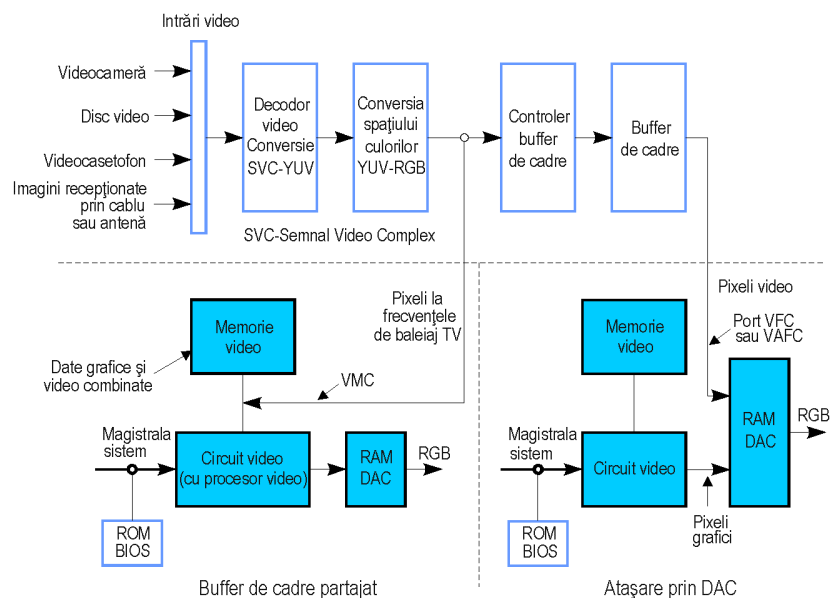 Intrări video
Videocameră
Disc video
Videocasetofon
Imagini recepţionate
prin cablu
sau antenă
Decodor
video
Conversie
SVC-YUV
Conversia
spaţiului
culorilor
YUV-RGB
Controler
buffer
de cadre
Buffer
de cadre
SVC-Semnal Video Complex
Pixeli la
frecvenţele
de baleiaj TV
Memorie
video
Date grafice şi
video combinate
VMC
Magistrala
sistem
Circuit video
(cu procesor video)
RAM
DAC
RGB
ROM
BIOS
Buffer de cadre partajat
Pixeli video
Port VFC
sau VAFC
Memorie
video
Magistrala
sistem
Circuit video
RAM
DAC
RGB
Pixeli
grafici
ROM
BIOS
Ataşare prin DAC